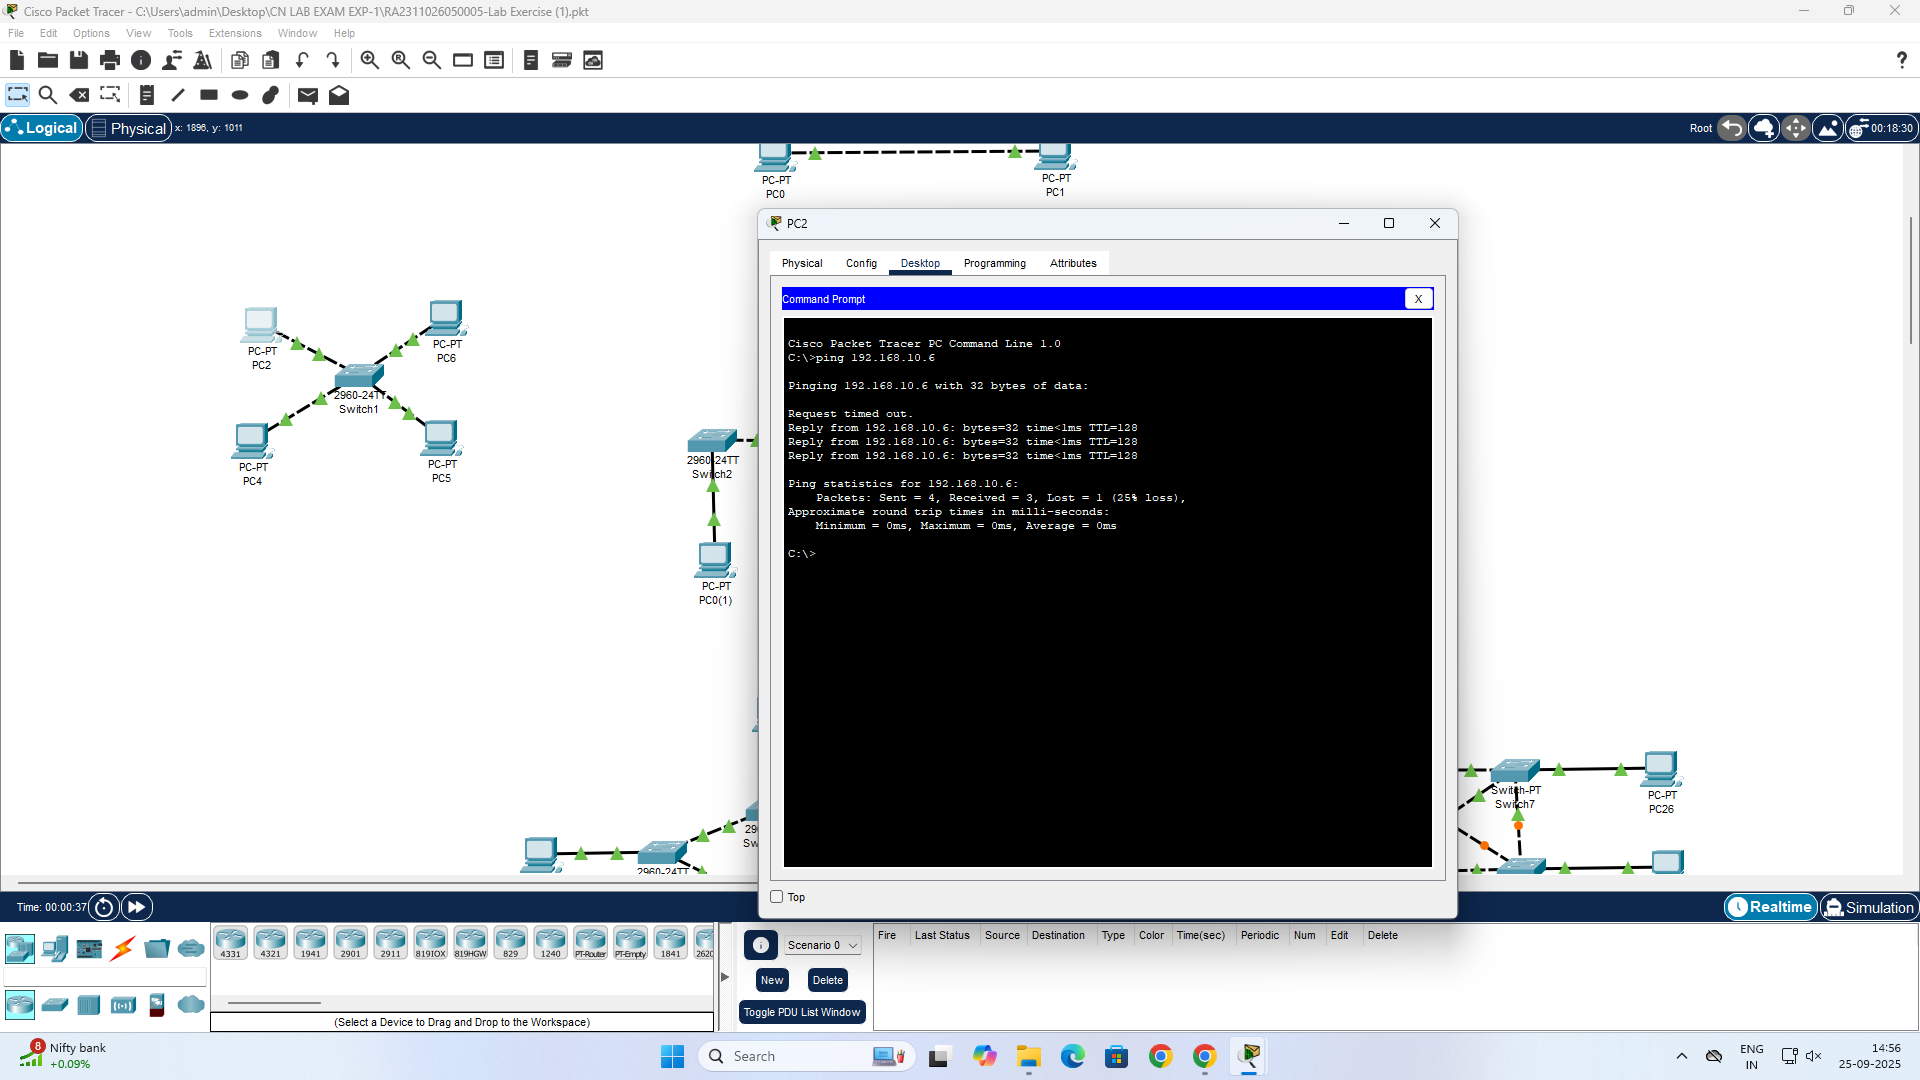 Cisco Packet Tracer - C:\Users\admin\Desktop\CN LAB EXAM EXP-1\RA2311026050005-Lab Exercise (1).pkt
File Edit Options View Tools Extensions Window Help
?
Logical Physical x: 1896, y: 1011 Root 00:18:30
PC-PT
PC0
PC-PT
PC1
PC-PT
PC2
PC-PT
PC6
2960-24TT
Switch1
PC-PT
PC4
PC-PT
PC5
2960-24TT
Switch2
PC-PT
PC0(1)
2960-24TT
29
Sw
Switch-PT
Switch7
PC-PT
PC26
PC2
Physical Config Desktop Programming Attributes
Command Prompt X
Cisco Packet Tracer PC Command Line 1.0
C:\>ping 192.168.10.6
Pinging 192.168.10.6 with 32 bytes of data:
Request timed out.
Reply from 192.168.10.6: bytes=32 time<1ms TTL=128
Reply from 192.168.10.6: bytes=32 time<1ms TTL=128
Reply from 192.168.10.6: bytes=32 time<1ms TTL=128
Ping statistics for 192.168.10.6:
Packets: Sent = 4, Received = 3, Lost = 1 (25% loss),
Approximate round trip times in milli-seconds:
Minimum = 0ms, Maximum = 0ms, Average = 0ms
C:\>
Top
Time: 00:00:37 Realtime Simulation
4331 4321 1941 2901 2911 819IOX 819HGW 829 1240 PT-Router PT-Empty 1841 2620
(Select a Device to Drag and Drop to the Workspace)
Scenario 0
New Delete
Toggle PDU List Window
Fire Last Status Source Destination Type Color Time(sec) Periodic Num Edit Delete
8 Nifty bank
+0.09%
Search
ENG
IN
14:56
25-09-2025